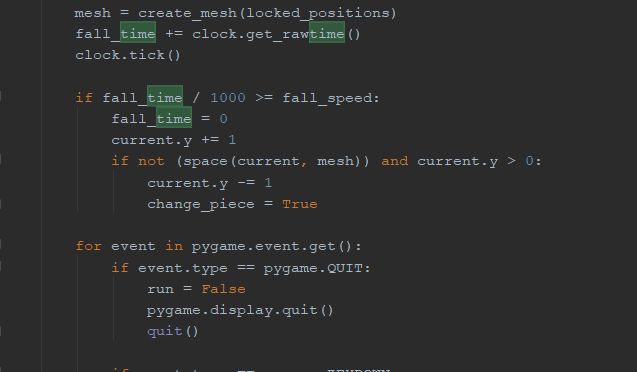 mesh = create_mesh(locked_positions)
fall_time += clock.get_rawtime()
clock.tick()
if fall_time / 1000 >= fall_speed:
fall_time = 0
current.y += 1
if not (space(current, mesh)) and current.y > 0:
current.y -= 1
change_piece = True
for event in pygame.event.get():
if event.type == pygame.QUIT:
run = False
pygame.display.quit()
quit()